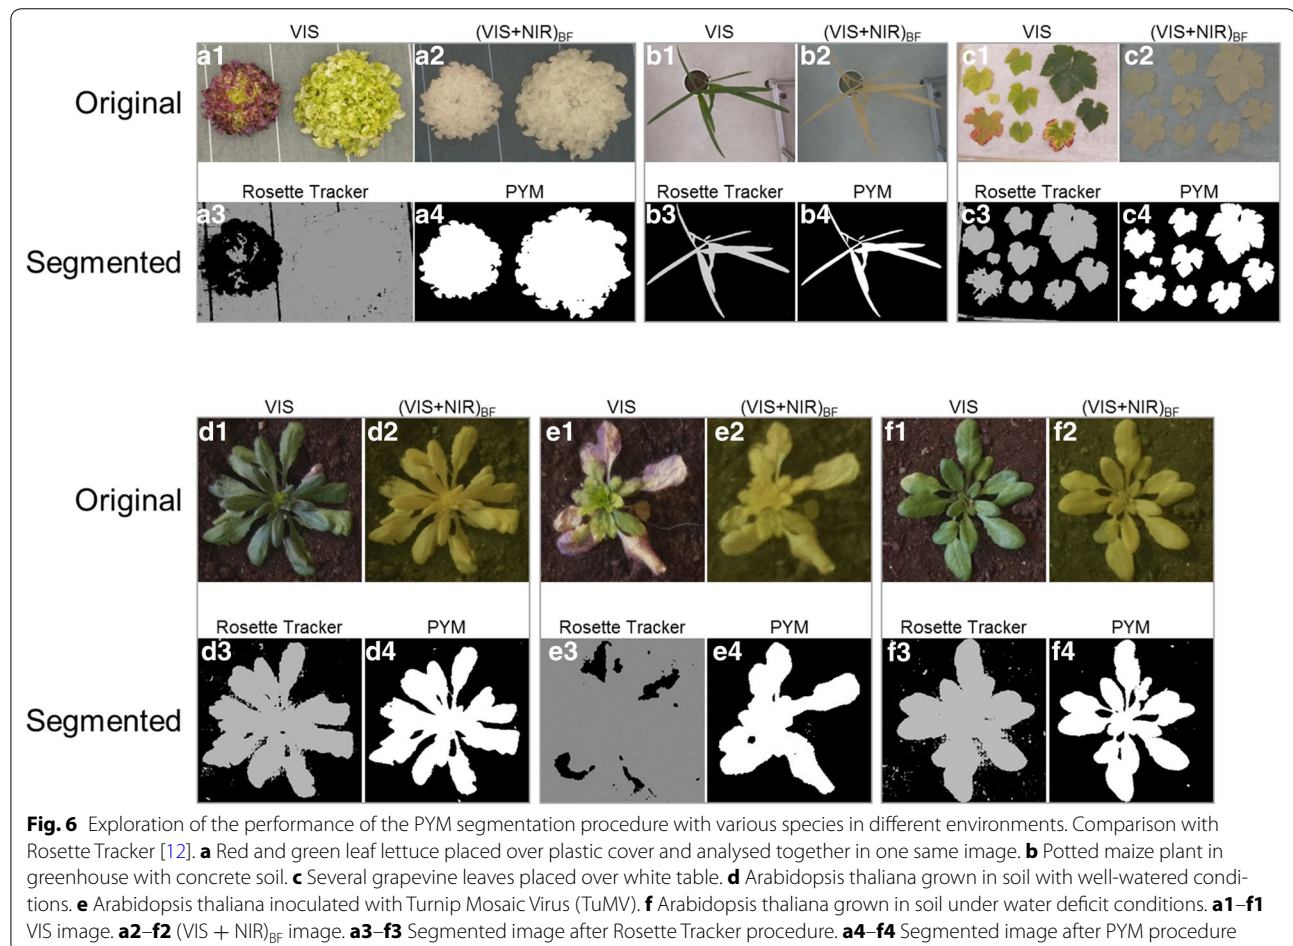 VIS (VIS+NIR)BF VIS (VIS+NIR)BF VIS (VIS+NIR)BF
Original a1 a2 b1 b2 c1 c2
Rosette Tracker PYM Rosette Tracker PYM Rosette Tracker PYM
Segmented a3 a4 b3 b4 c3 c4
VIS (VIS+NIR)BF VIS (VIS+NIR)BF VIS (VIS+NIR)BF
Original d1 d2 e1 e2 f1 f2
Rosette Tracker PYM Rosette Tracker PYM Rosette Tracker PYM
Segmented d3 d4 e3 e4 f3 f4
Fig. 6 Exploration of the performance of the PYM segmentation procedure with various species in different environments. Comparison with
Rosette Tracker [12]. a Red and green leaf lettuce placed over plastic cover and analysed together in one same image. b Potted maize plant in
greenhouse with concrete soil. c Several grapevine leaves placed over white table. d Arabidopsis thaliana grown in soil with well-watered condi-
tions. e Arabidopsis thaliana inoculated with Turnip Mosaic Virus (TuMV). f Arabidopsis thaliana grown in soil under water deficit conditions. a1–f1
VIS image. a2–f2 (VIS + NIR)BF image. a3–f3 Segmented image after Rosette Tracker procedure. a4–f4 Segmented image after PYM procedure